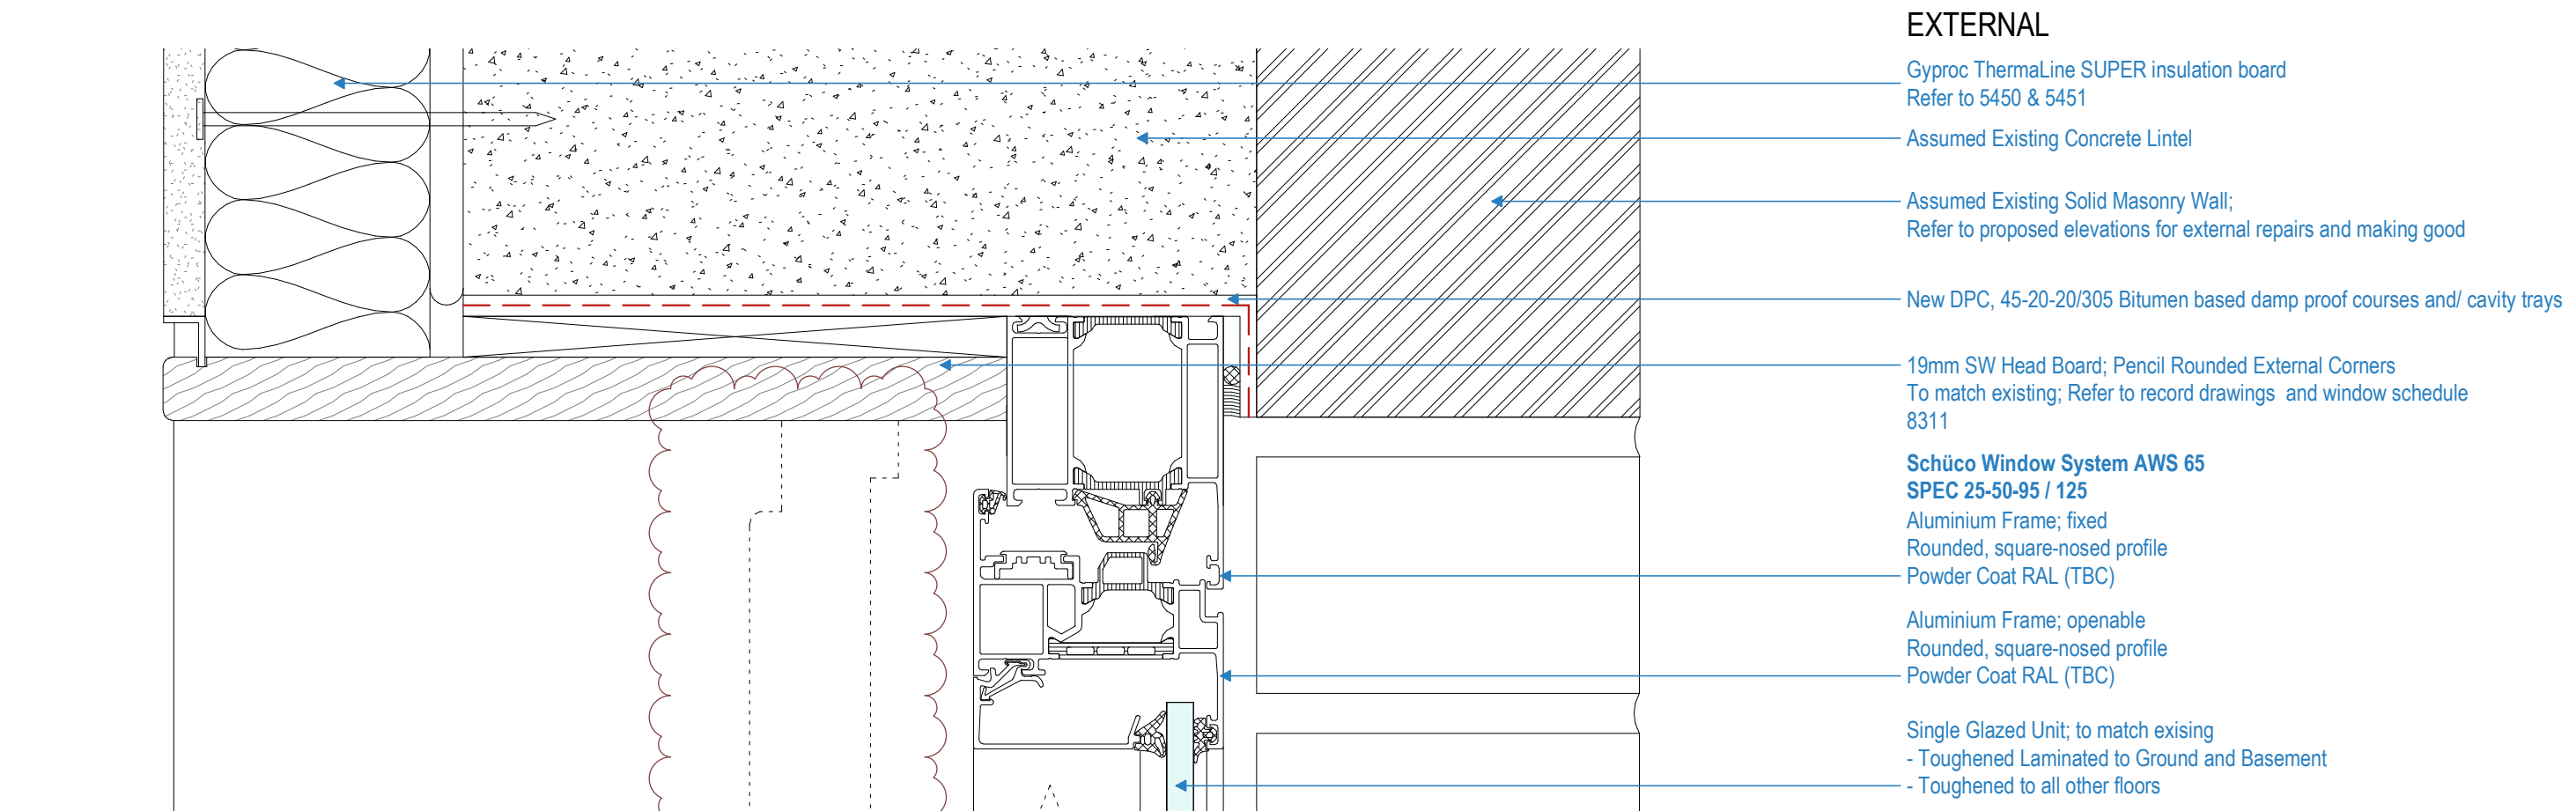 EXTERNAL
Gyproc ThermaLine SUPER insulation board
Refer to 5450 & 5451
Assumed Existing Concrete Lintel
Assumed Existing Solid Masonry Wall;
Refer to proposed elevations for external repairs and making good
New DPC, 45-20-20/305 Bitumen based damp proof courses and/ cavity trays
19mm SW Head Board; Pencil Rounded External Corners
To match existing; Refer to record drawings and window schedule
8311
Schüco Window System AWS 65
SPEC 25-50-95 / 125
Aluminium Frame; fixed
Rounded, square-nosed profile
Powder Coat RAL (TBC)
Aluminium Frame; openable
Rounded, square-nosed profile
Powder Coat RAL (TBC)
Single Glazed Unit; to match exising
- Toughened Laminated to Ground and Basement
- Toughened to all other floors